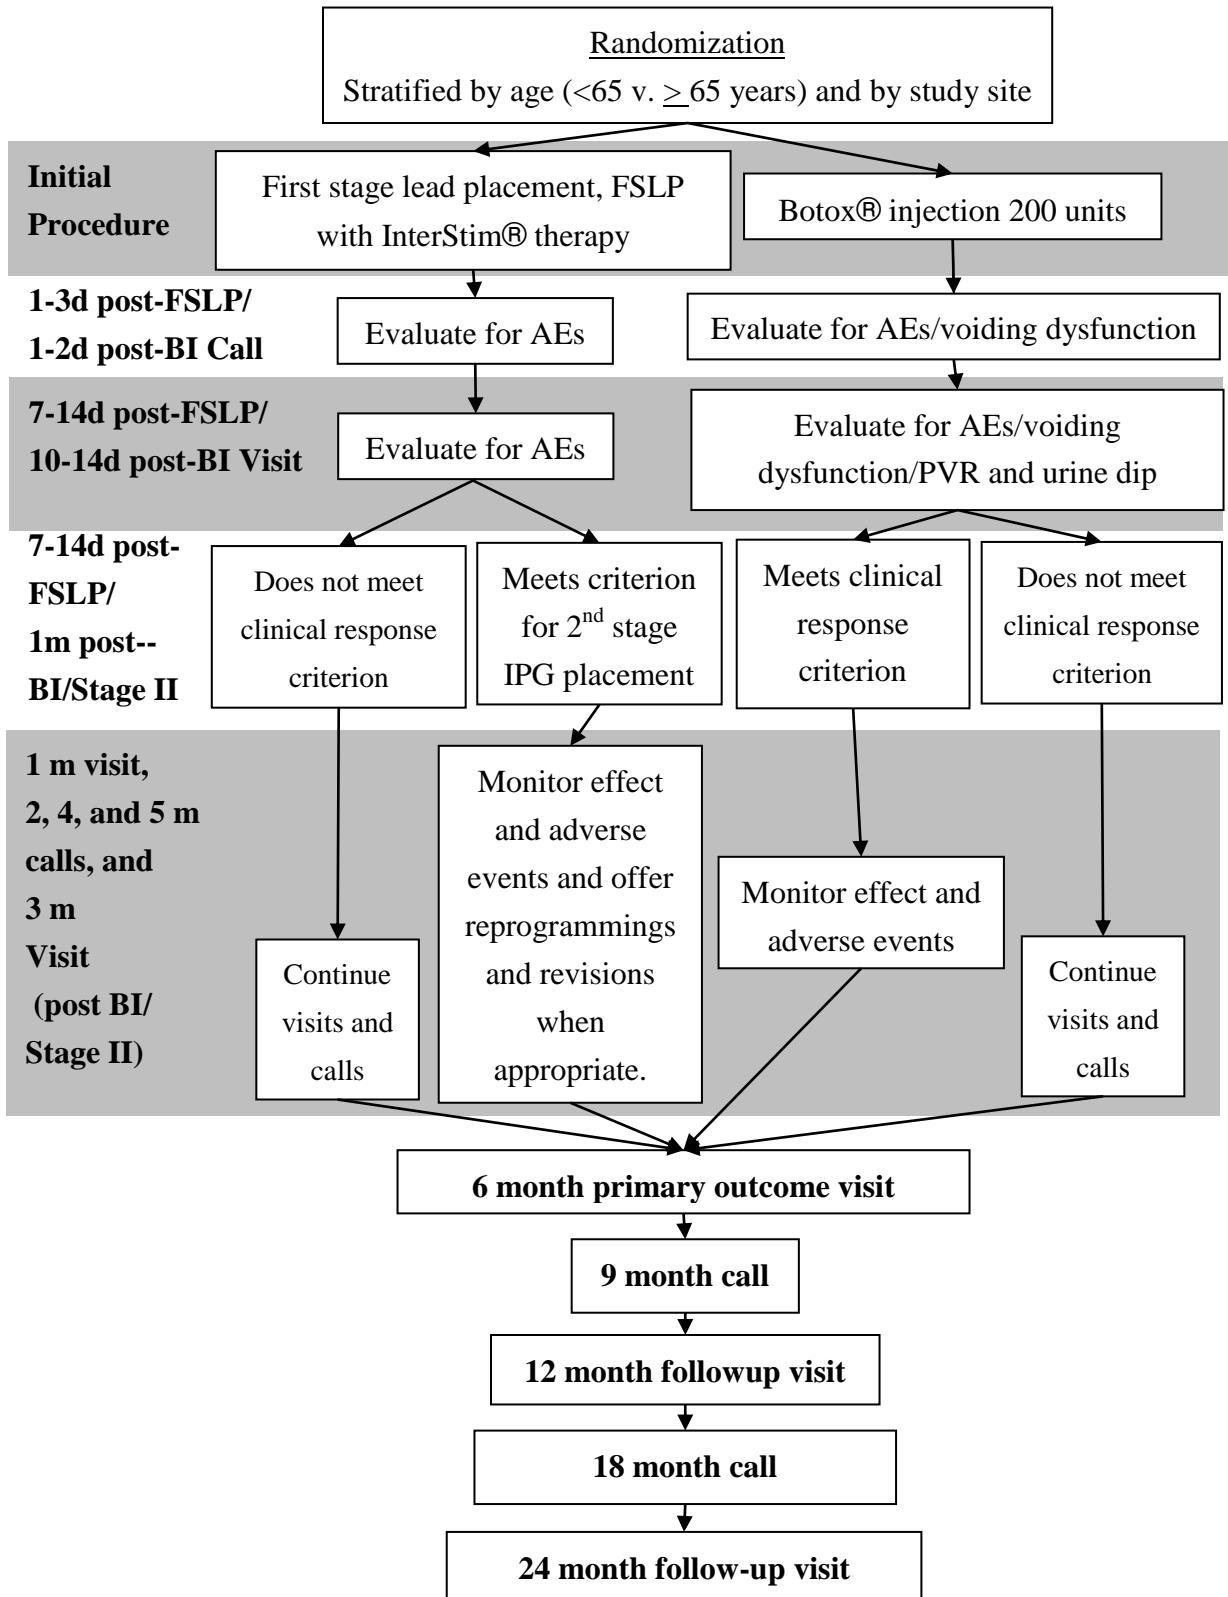 Randomization
Stratified by age (<65 v. > 65 years) and by study site
Initial
Procedure
First stage lead placement, FSLP
with InterStim® therapy
Botox® injection 200 units
1-3d post-FSLP/
1-2d post-BI Call
Evaluate for AEs
Evaluate for AEs/voiding dysfunction
7-14d post-FSLP/
10-14d post-BI Visit
Evaluate for AEs
Evaluate for AEs/voiding
dysfunction/PVR and urine dip
7-14d post-
FSLP/
1m post--
BI/Stage II
Does not meet
clinical response
criterion
Meets criterion
for 2nd stage
IPG placement
Meets clinical
response
criterion
Does not meet
clinical response
criterion
1 m visit,
2, 4, and 5 m
calls, and
3 m
Visit
(post BI/
Stage II)
Continue
visits and
calls
Monitor effect
and adverse
events and offer
reprogrammings
and revisions
when
appropriate.
Monitor effect and
adverse events
Continue
visits and
calls
6 month primary outcome visit
9 month call
12 month followup visit
18 month call
24 month follow-up visit